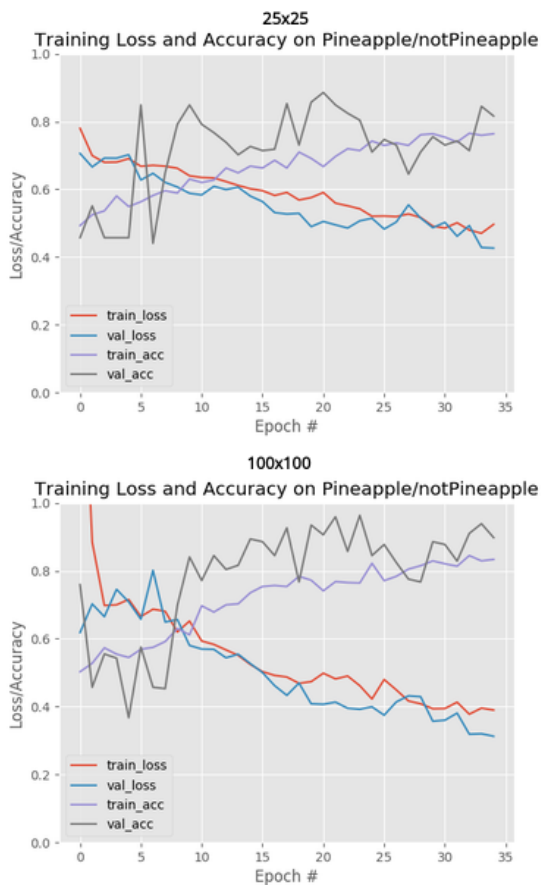 25x25
Training Loss and Accuracy on Pineapple/notPineapple
1.0
0.8
0.6
0.4
0.2
0.0
Loss/Accuracy
train_loss
val_loss
train_acc
val_acc
0 5 10 15 20 25 30 35
Epoch #
100x100
Training Loss and Accuracy on Pineapple/notPineapple
1.0
0.8
0.6
0.4
0.2
0.0
Loss/Accuracy
train_loss
val_loss
train_acc
val_acc
0 5 10 15 20 25 30 35
Epoch #